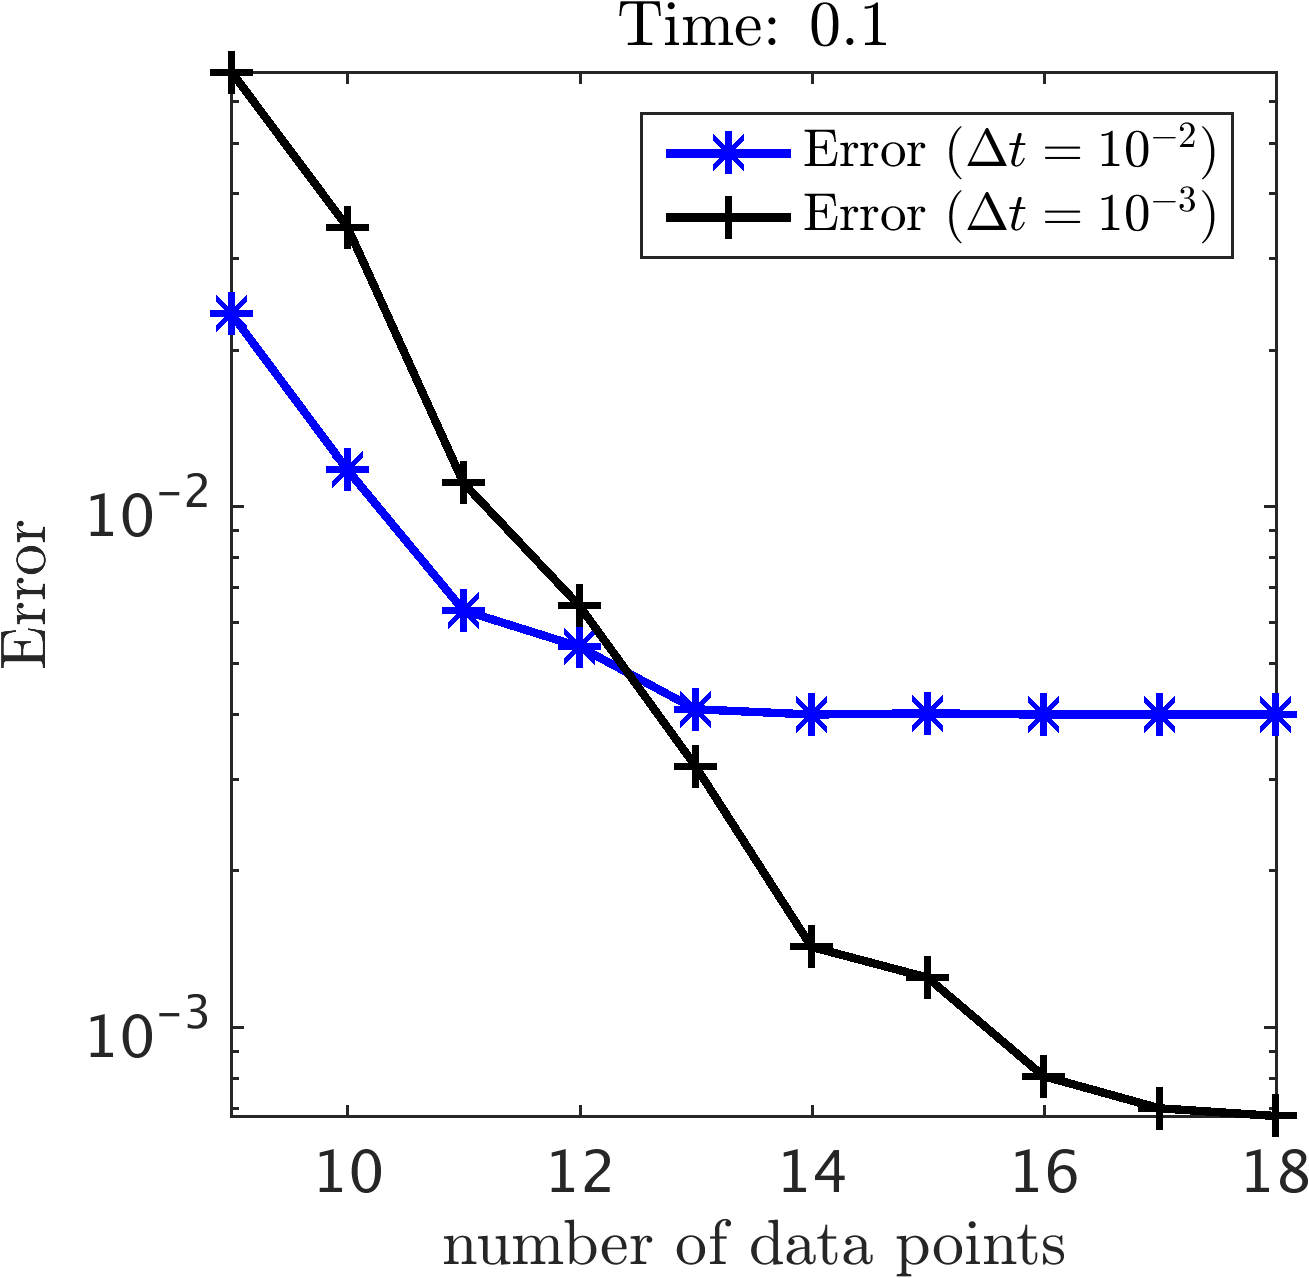 Time: 0.1
Error (Δt = 10⁻²)
Error (Δt = 10⁻³)
Error
10⁻²
10⁻³
10 12 14 16 18
number of data points